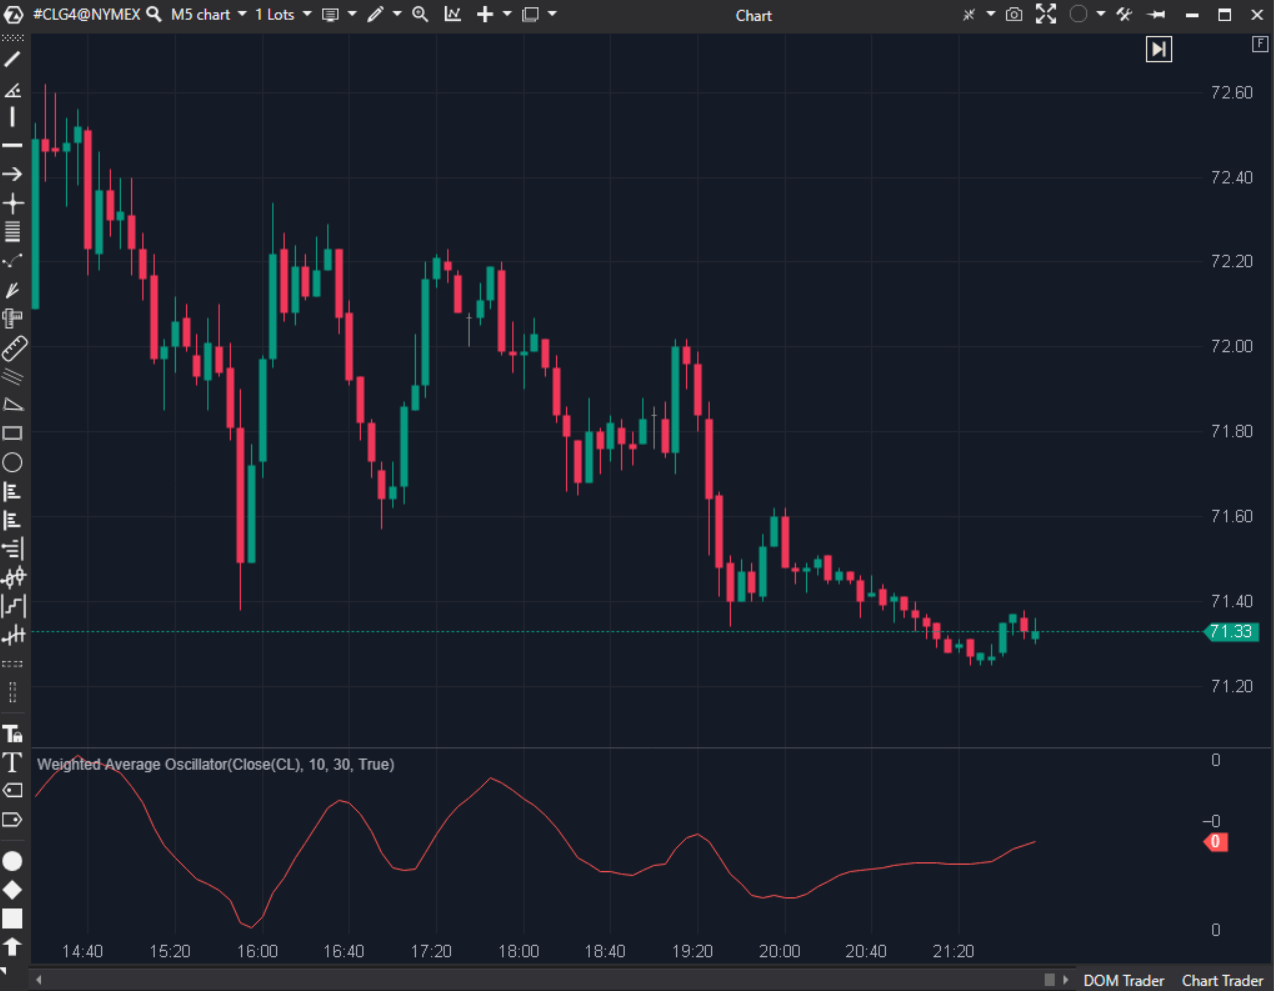 #CLG4@NYMEX M5 chart 1 Lots Chart
F
72.60
72.40
72.20
72.00
71.80
71.60
71.40
71.33
71.20
Weighted Average Oscillator(Close(CL), 10, 30, True)
0
−0
0
0
14:40 15:20 16:00 16:40 17:20 18:00 18:40 19:20 20:00 20:40 21:20
DOM Trader Chart Trader